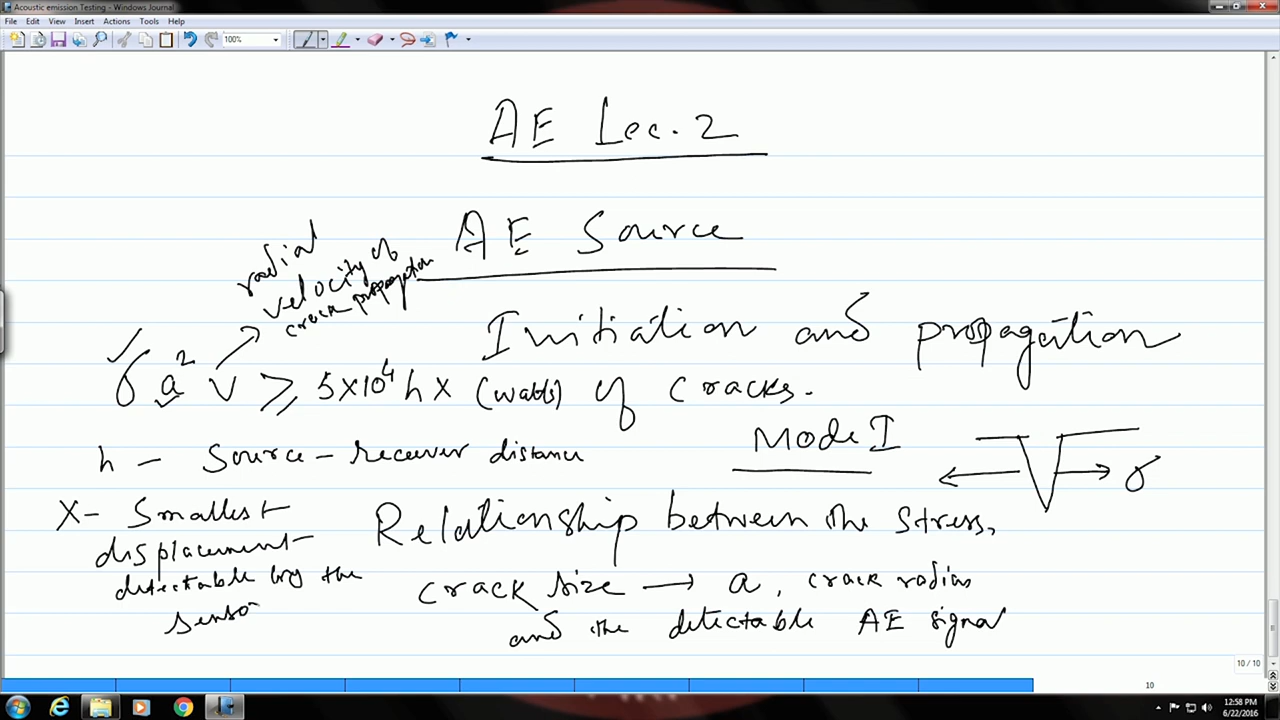 Acoustic emission Testing - Windows Journal
File Edit View Insert Actions Tools Help
100%
AE Lec. 2
AE Source
radial
velocity of
crack propagation
Initiation and propagation
of cracks.
σ a² v ≥ 5×10⁴ h x (watts)
Mode I
σ
h - Source - receiver distance
x - Smallest
displacement
detectable by the
senso
Relationship between the stress,
crack size → a, crack radius
and the detectable AE signal
10 / 10
10
12:58 PM
6/22/2016